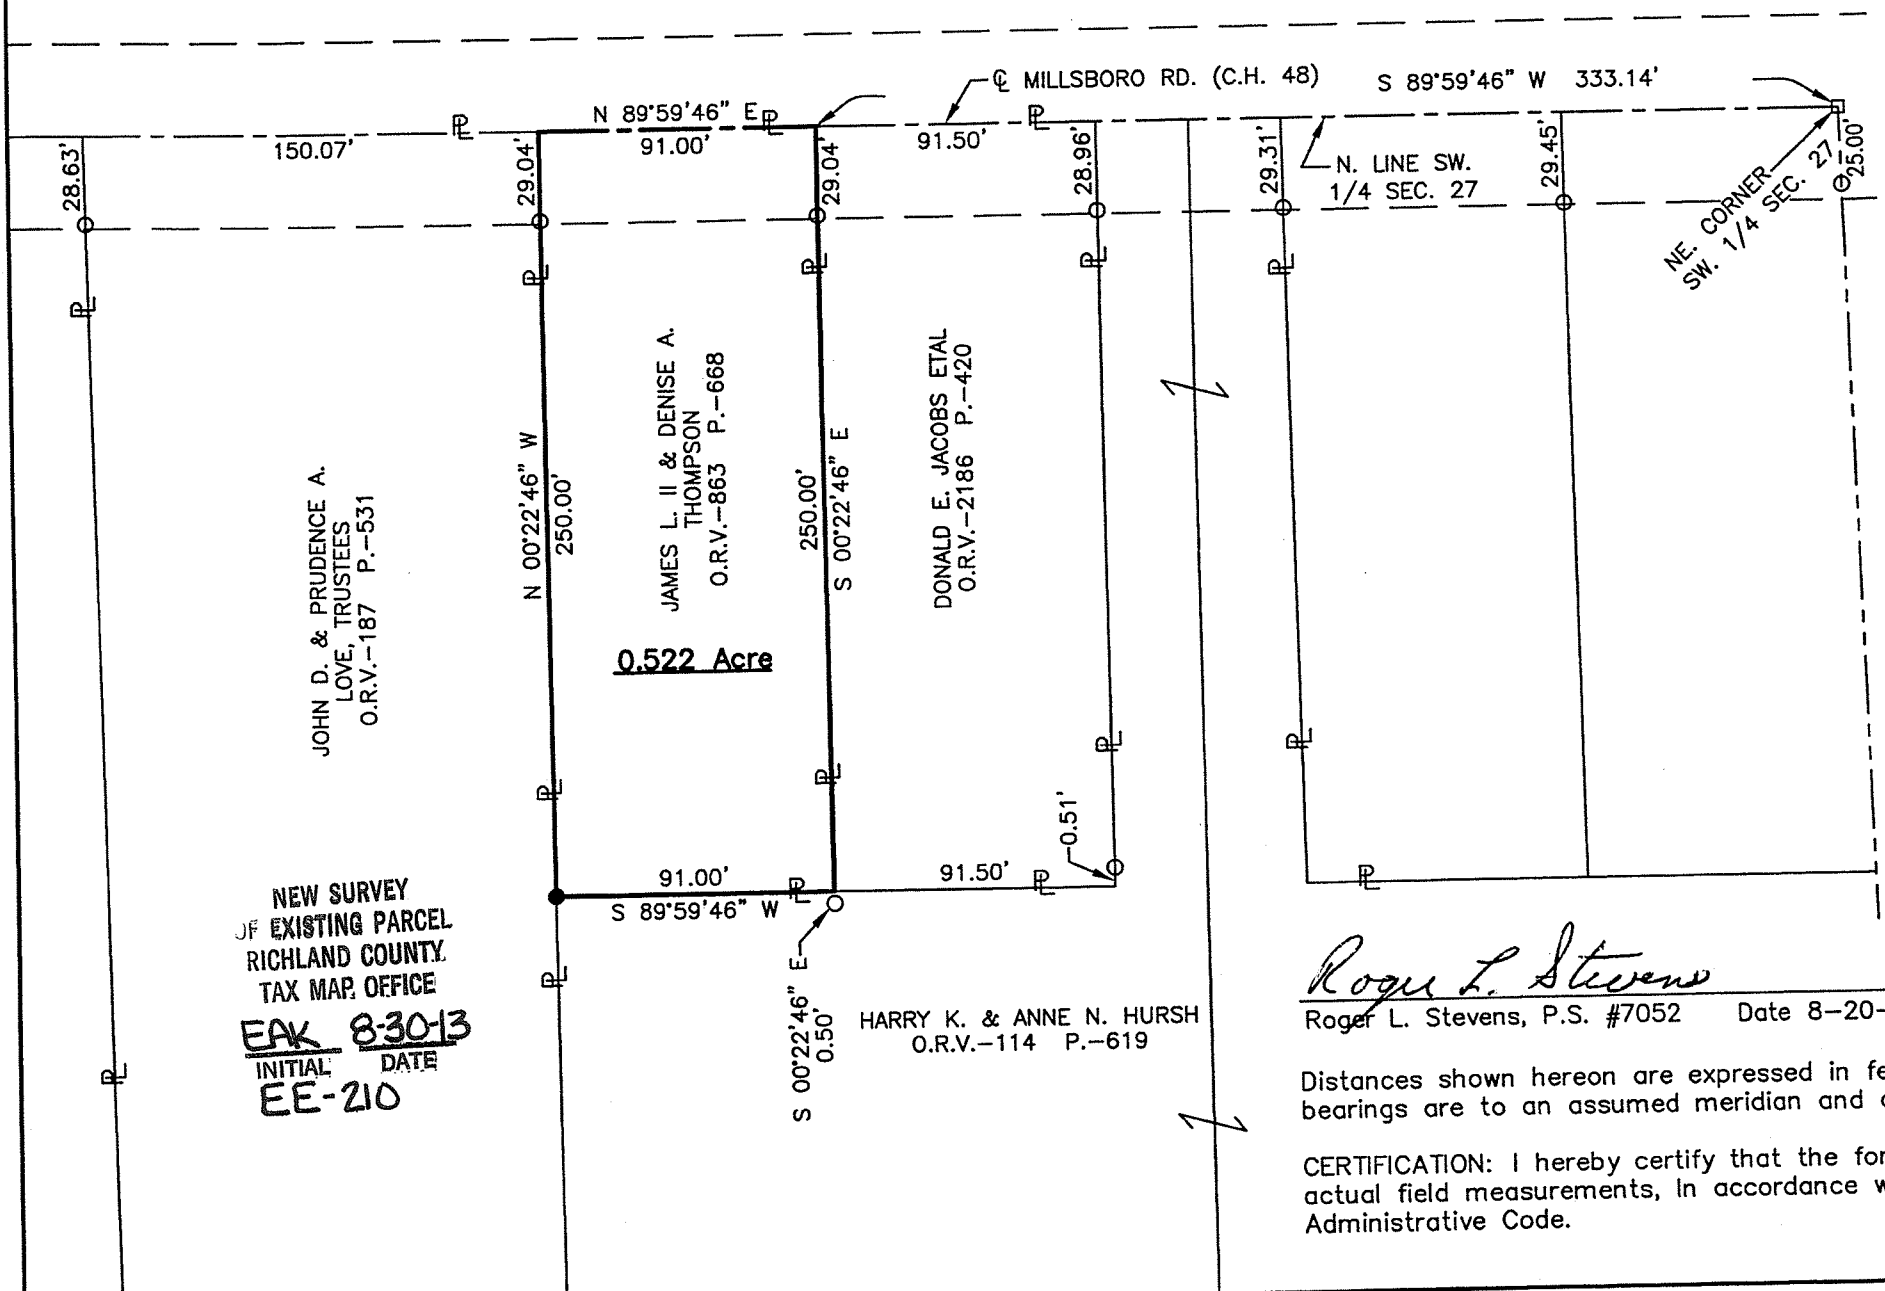 ℄ MILLSBORO RD. (C.H. 48)
S 89°59'46" W 333.14'
N 89°59'46" E
℄
℄
℄
150.07'
91.00'
91.50'
28.63'
29.04'
29.04'
28.96'
29.31'
29.45'
25.00'
N. LINE SW.
1/4 SEC. 27
NE. CORNER
SW. 1/4 SEC. 27
JOHN D. & PRUDENCE A.
LOVE, TRUSTEES
O.R.V.-187 P.-531
N 00°22'46" W
250.00'
JAMES L. II & DENISE A.
THOMPSON
O.R.V.-863 P.-668
0.522 Acre
250.00'
S 00°22'46" E
DONALD E. JACOBS ETAL
O.R.V.-2186 P.-420
0.51'
91.00'
S 89°59'46" W
91.50'
S 00°22'46" E
0.50'
HARRY K. & ANNE N. HURSH
O.R.V.-114 P.-619
NEW SURVEY
OF EXISTING PARCEL
RICHLAND COUNTY
TAX MAP OFFICE
EAK 8-30-13
INITIAL DATE
EE-210
Roger L. Stevens
Roger L. Stevens, P.S. #7052 Date 8-20-
Distances shown hereon are expressed in fe
bearings are to an assumed meridian and a
CERTIFICATION: I hereby certify that the for
actual field measurements, In accordance w
Administrative Code.